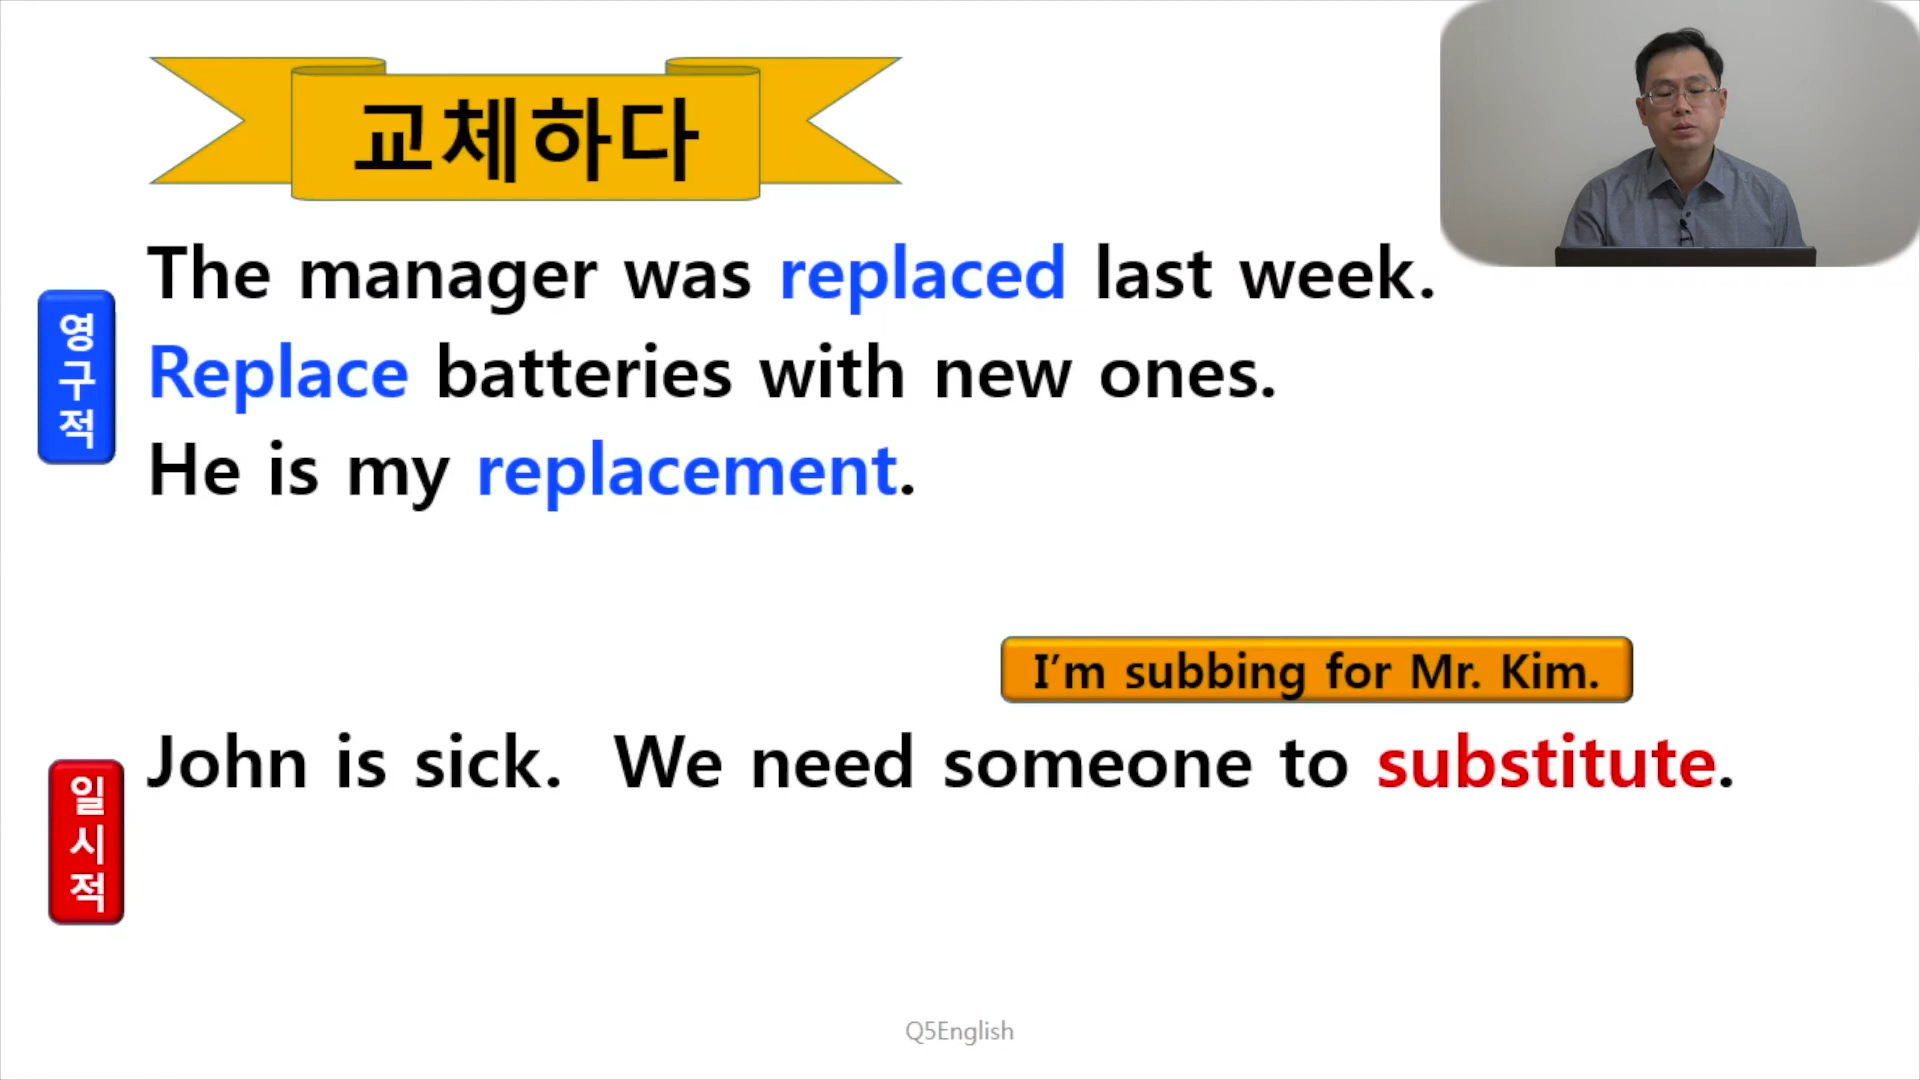 교체하다
영구적
The manager was replaced last week.
Replace batteries with new ones.
He is my replacement.
I'm subbing for Mr. Kim.
일시적
John is sick. We need someone to substitute.
Q5English